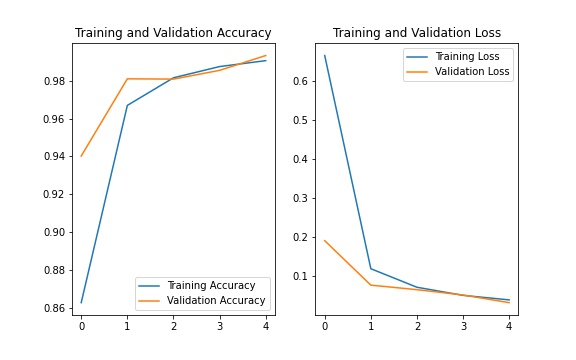 Training and Validation Accuracy
0.98
0.96
0.94
0.92
0.90
0.88
0.86
0 1 2 3 4
Training Accuracy
Validation Accuracy
Training and Validation Loss
0.6
0.5
0.4
0.3
0.2
0.1
0 1 2 3 4
Training Loss
Validation Loss